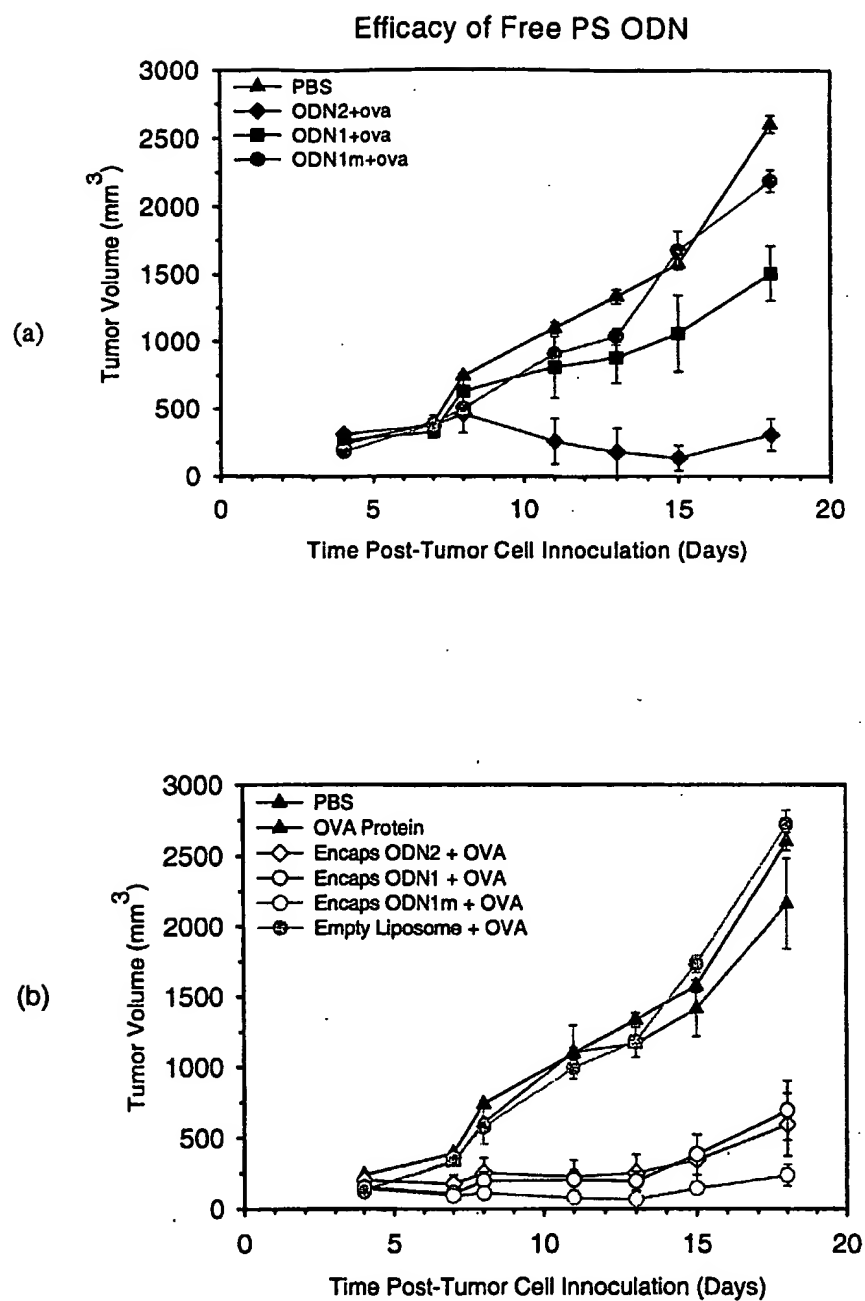 Efficacy of Free PS ODN
(a)
Tumor Volume (mm³)
3000
2500
2000
1500
1000
500
0
PBS
ODN2+ova
ODN1+ova
ODN1m+ova
0 5 10 15 20
Time Post-Tumor Cell Innoculation (Days)
(b)
Tumor Volume (mm³)
3000
2500
2000
1500
1000
500
0
PBS
OVA Protein
Encaps ODN2 + OVA
Encaps ODN1 + OVA
Encaps ODN1m + OVA
Empty Liposome + OVA
0 5 10 15 20
Time Post-Tumor Cell Innoculation (Days)